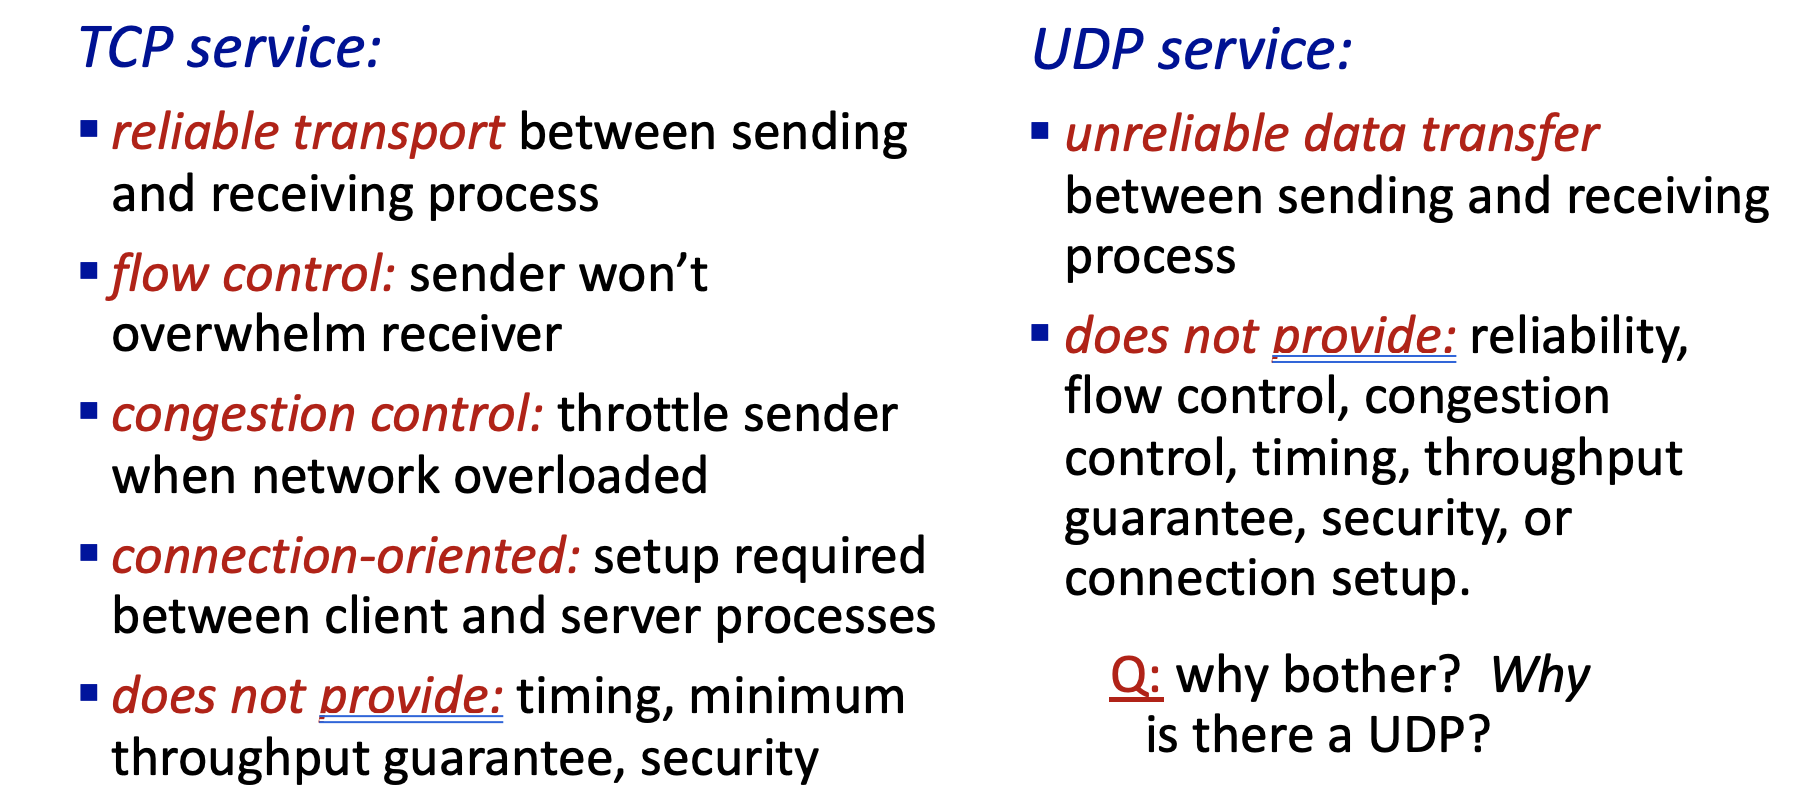 TCP service:
▪ reliable transport between sending
and receiving process
▪ flow control: sender won’t
overwhelm receiver
▪ congestion control: throttle sender
when network overloaded
▪ connection-oriented: setup required
between client and server processes
▪ does not provide: timing, minimum
throughput guarantee, security
UDP service:
▪ unreliable data transfer
between sending and receiving
process
▪ does not provide: reliability,
flow control, congestion
control, timing, throughput
guarantee, security, or
connection setup.
Q: why bother? Why
is there a UDP?